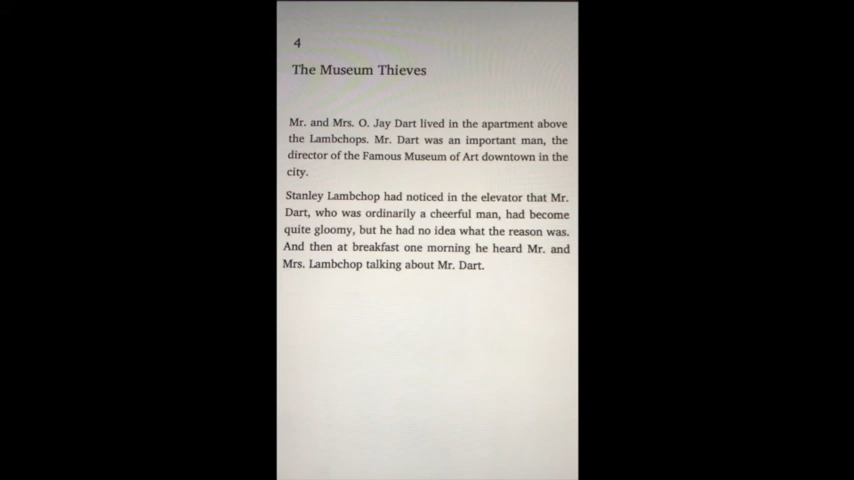 4
The Museum Thieves
Mr. and Mrs. O. Jay Dart lived in the apartment above
the Lambchops. Mr. Dart was an important man, the
director of the Famous Museum of Art downtown in the
city.
Stanley Lambchop had noticed in the elevator that Mr.
Dart, who was ordinarily a cheerful man, had become
quite gloomy, but he had no idea what the reason was.
And then at breakfast one morning he heard Mr. and
Mrs. Lambchop talking about Mr. Dart.